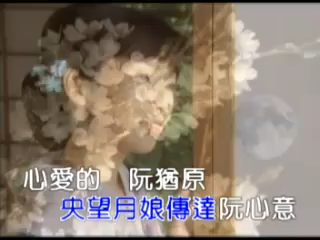 心愛的　阮猶原
央望月娘傳達阮心意